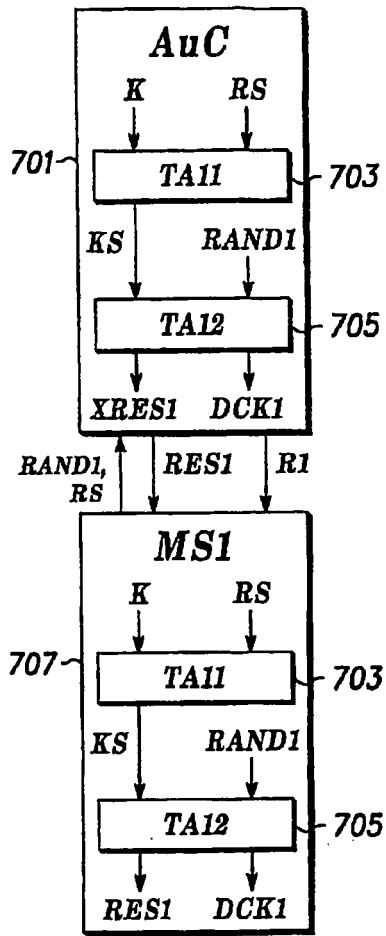 AuC
K RS
701
TA11 703
KS RAND1
TA12 705
XRES1 DCK1
RAND1, RES1 R1
RS
MS1
K RS
707
TA11 703
KS RAND1
TA12 705
RES1 DCK1